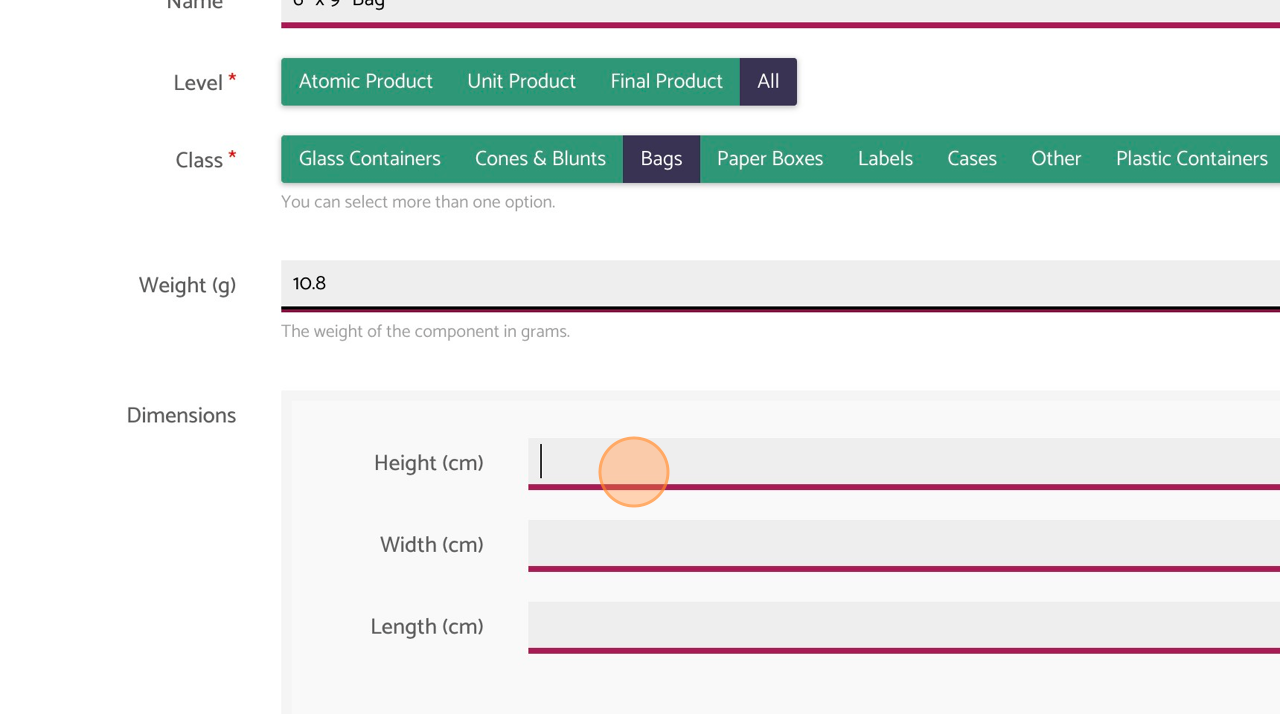 Name 6" x 9" Bag
Level * Atomic Product Unit Product Final Product All
Class * Glass Containers Cones & Blunts Bags Paper Boxes Labels Cases Other Plastic Containers
You can select more than one option.
Weight (g) 10.8
The weight of the component in grams.
Dimensions
Height (cm)
Width (cm)
Length (cm)